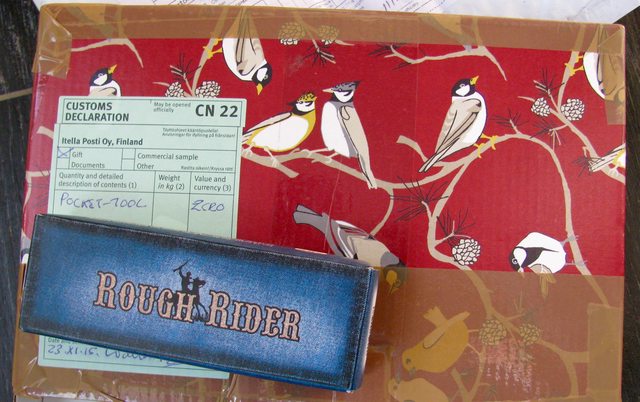 CUSTOMS
DECLARATION
May be opened
officially
CN 22
Itella Posti Oy, Finland
Gift
Commercial sample
Documents
Other
Quantity and detailed
description of contents (1)
Weight
in kg (2)
Value and
currency (3)
POCKET-TOOL
ZERO
ROUGH RIDER